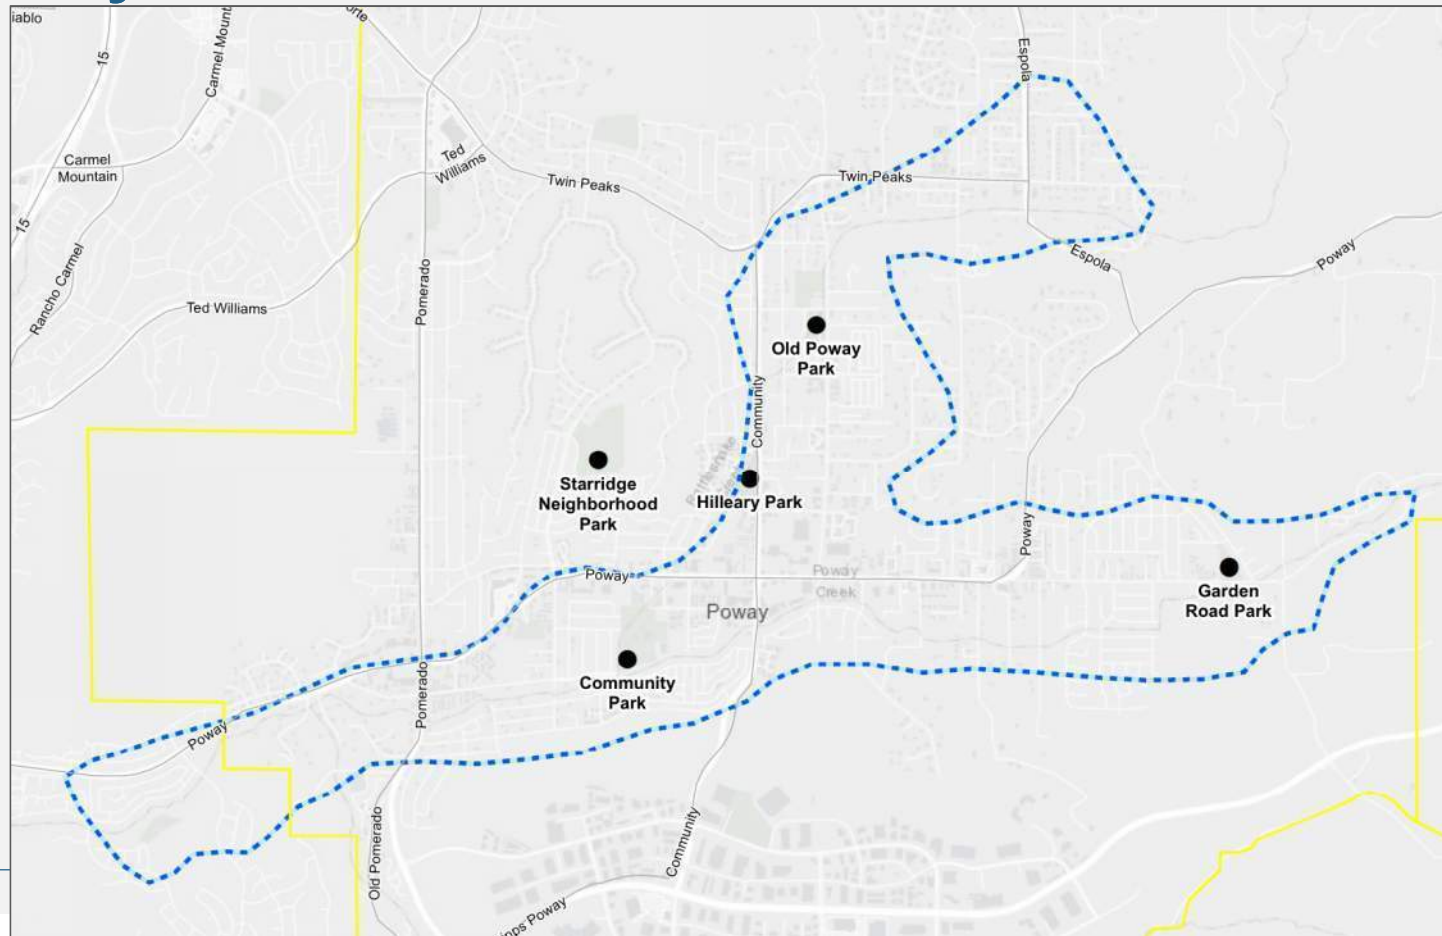 iablo
orte
15
Carmel Mount
Espola
Carmel
Mountain
Ted
Williams
Twin Peaks
Twin Peaks
15
Rancho Carmel
Ted Williams
Pomerado
Espola
Poway
Old Poway
Park
Community
Starridge
Neighborhood
Park
Hilleary Park
Poway
Poway
Poway
Creek
Garden
Road Park
Poway
Community
Park
Pomerado
Poway
Old Pomerado
Community
pps Poway